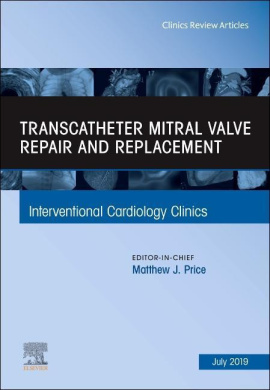 Clinics Review Articles
TRANSCATHETER MITRAL VALVE
REPAIR AND REPLACEMENT
Interventional Cardiology Clinics
EDITOR-IN-CHIEF
Matthew J. Price
ELSEVIER
July 2019